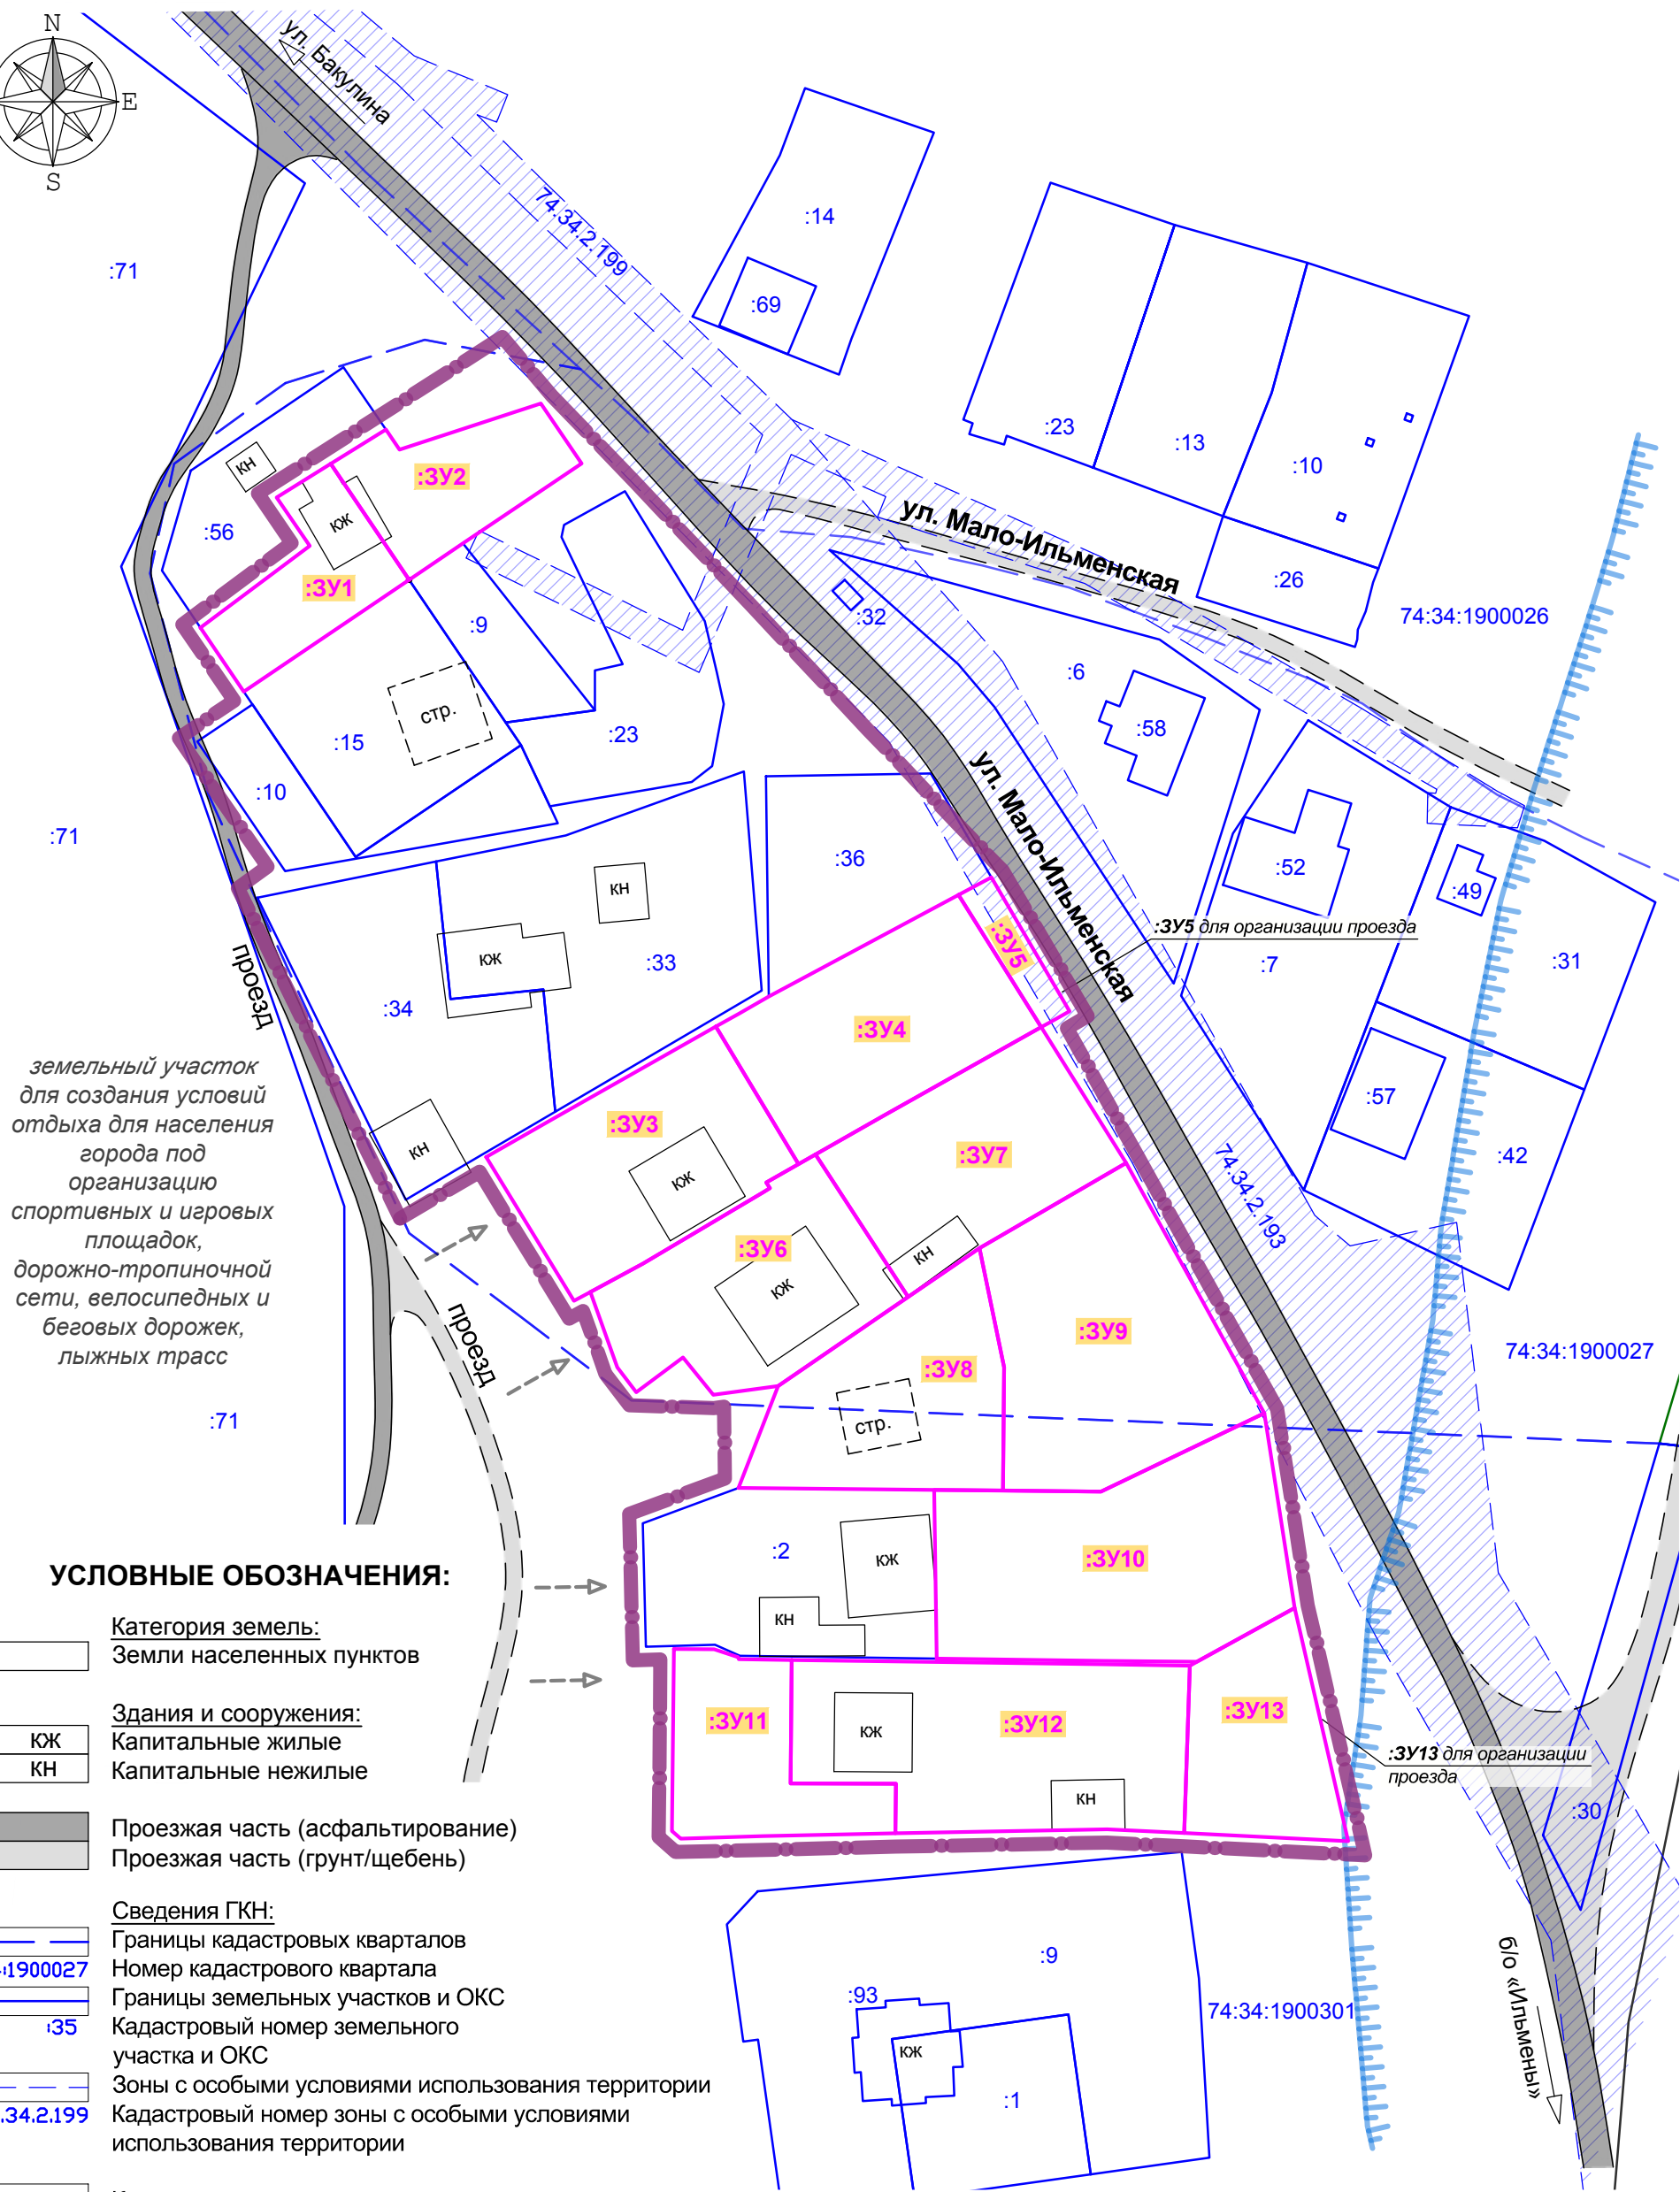 N
E
S
ул. Бакулина
74.34.2.199
:14
:69
:71
:23
:13
:10
:26
74:34:1900026
ул. Мало-Ильменская
кн
:56
кж
:ЗУ2
:ЗУ1
:9
:32
:6
:58
стр.
:15
:23
:10
:71
:36
ул. Мало-Ильменская
:52
:49
:31
:ЗУ5
:ЗУ5 для организации проезда
:7
кн
кж
:33
:34
проезд
:ЗУ4
:57
:42
земельный участок
для создания условий
отдыха для населения
города под
организацию
спортивных и игровых
площадок,
дорожно-тропиночной
сети, велосипедных и
беговых дорожек,
лыжных трасс
:71
кн
:ЗУ3
кж
:ЗУ7
74.34.2.193
:ЗУ6
кж
кн
проезд
:ЗУ9
:ЗУ8
стр.
74:34:1900027
:2
кж
кн
:ЗУ10
:ЗУ11
кж
:ЗУ12
кн
:ЗУ13
:ЗУ13 для организации
проезда
:30
б/о «Ильмены»
:9
:93
кж
:1
74:34:1900301
УСЛОВНЫЕ ОБОЗНАЧЕНИЯ:
Категория земель:
Земли населенных пунктов
Здания и сооружения:
КЖ Капитальные жилые
КН Капитальные нежилые
Проезжая часть (асфальтирование)
Проезжая часть (грунт/щебень)
Сведения ГКН:
Границы кадастровых кварталов
:1900027 Номер кадастрового квартала
Границы земельных участков и ОКС
:35 Кадастровый номер земельного
участка и ОКС
Зоны с особыми условиями использования территории
.34.2.199 Кадастровый номер зоны с особыми условиями
использования территории